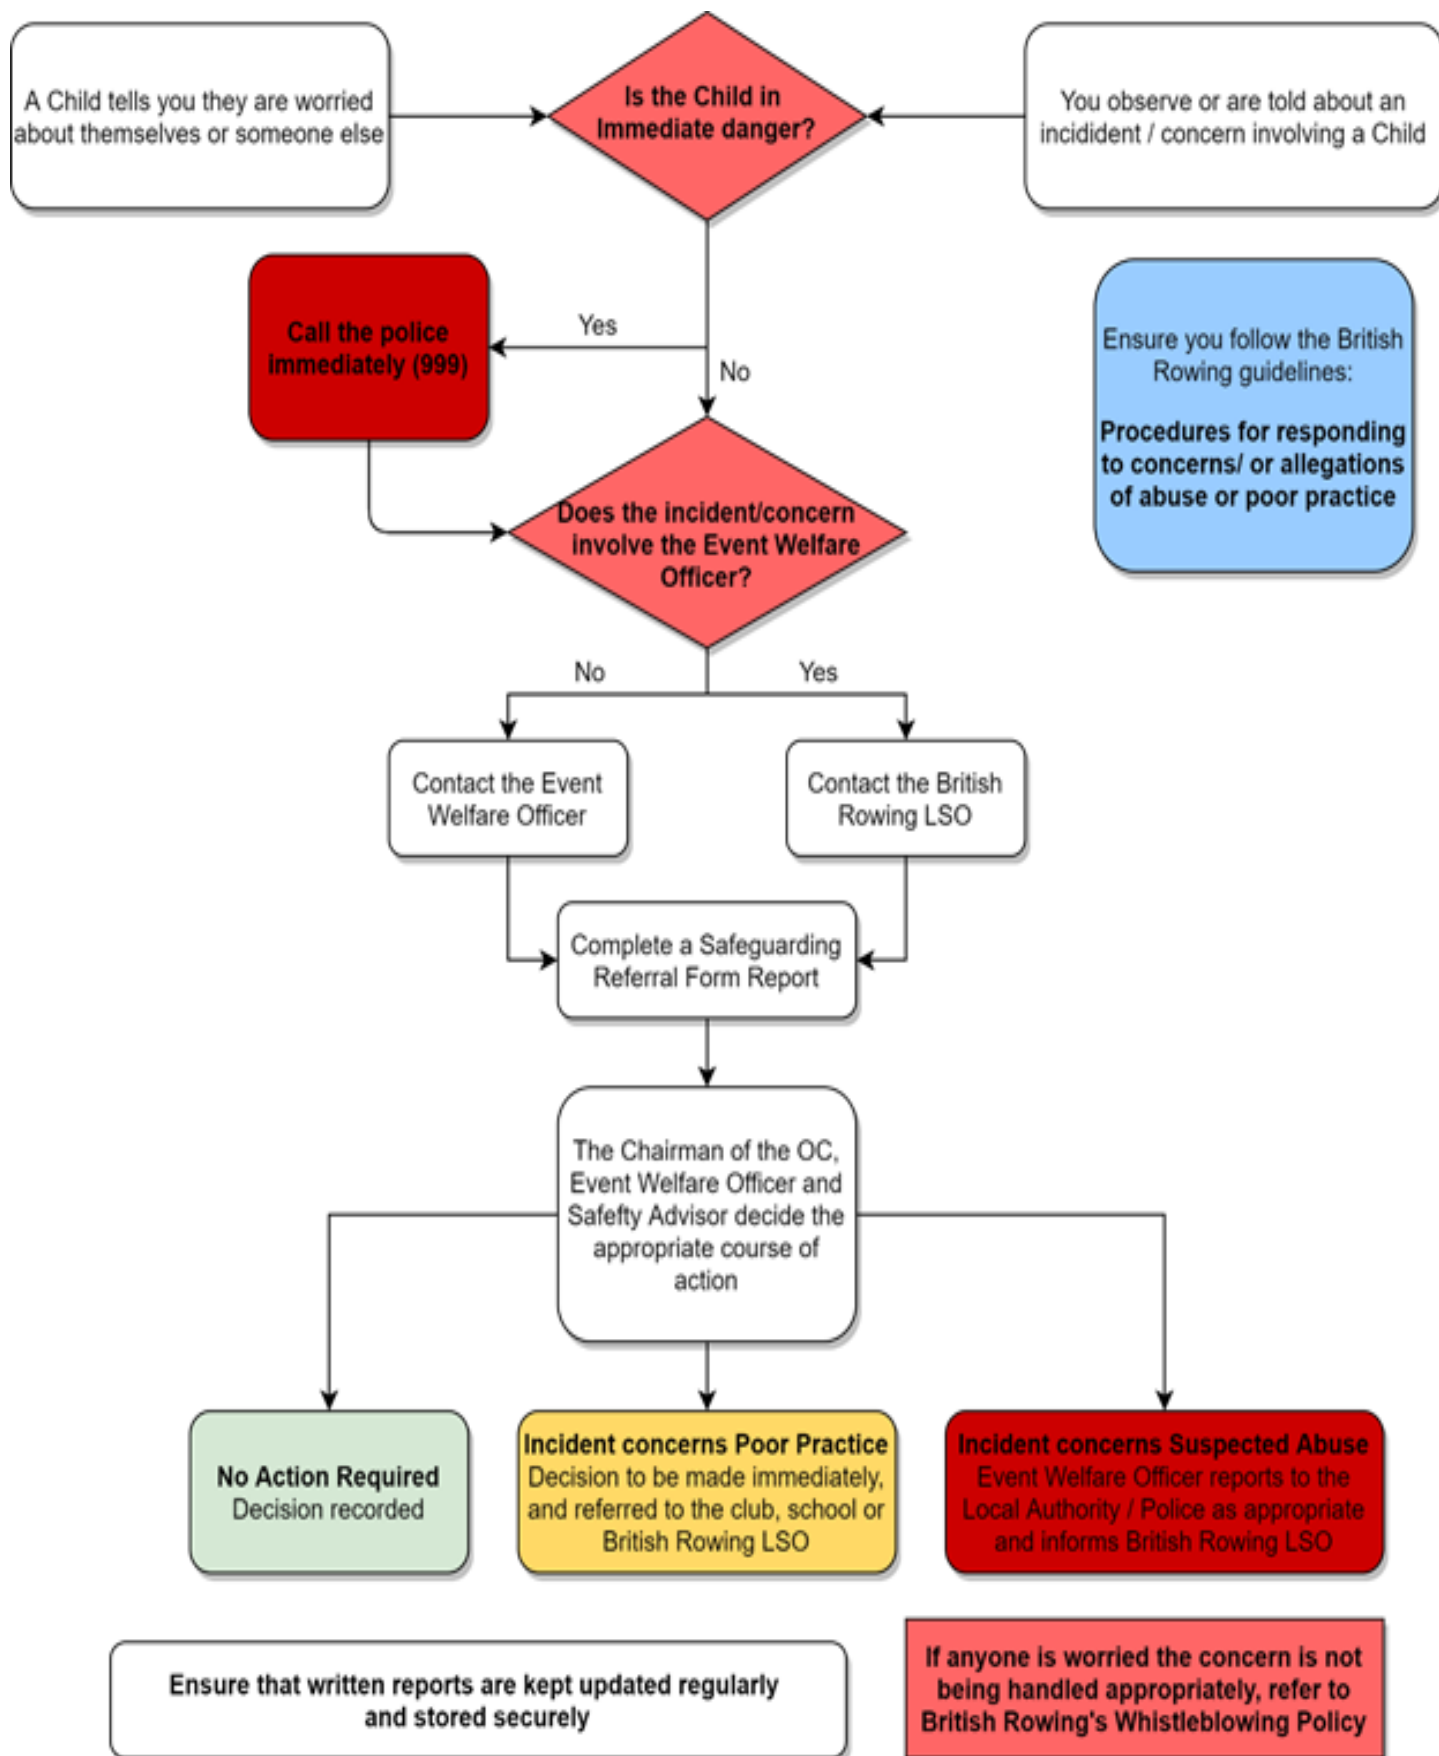 A Child tells you they are worried
about themselves or someone else
Is the Child in
Immediate danger?
You observe or are told about an
incidident / concern involving a Child
Call the police
immediately (999)
Yes
No
Ensure you follow the British
Rowing guidelines:
Procedures for responding
to concerns/ or allegations
of abuse or poor practice
Does the incident/concern
involve the Event Welfare
Officer?
No
Yes
Contact the Event
Welfare Officer
Contact the British
Rowing LSO
Complete a Safeguarding
Referral Form Report
The Chairman of the OC,
Event Welfare Officer and
Safefty Advisor decide the
appropriate course of
action
No Action Required
Decision recorded
Incident concerns Poor Practice
Decision to be made immediately,
and referred to the club, school or
British Rowing LSO
Incident concerns Suspected Abuse
Event Welfare Officer reports to the
Local Authority / Police as appropriate
and informs British Rowing LSO
Ensure that written reports are kept updated regularly
and stored securely
If anyone is worried the concern is not
being handled appropriately, refer to
British Rowing's Whistleblowing Policy